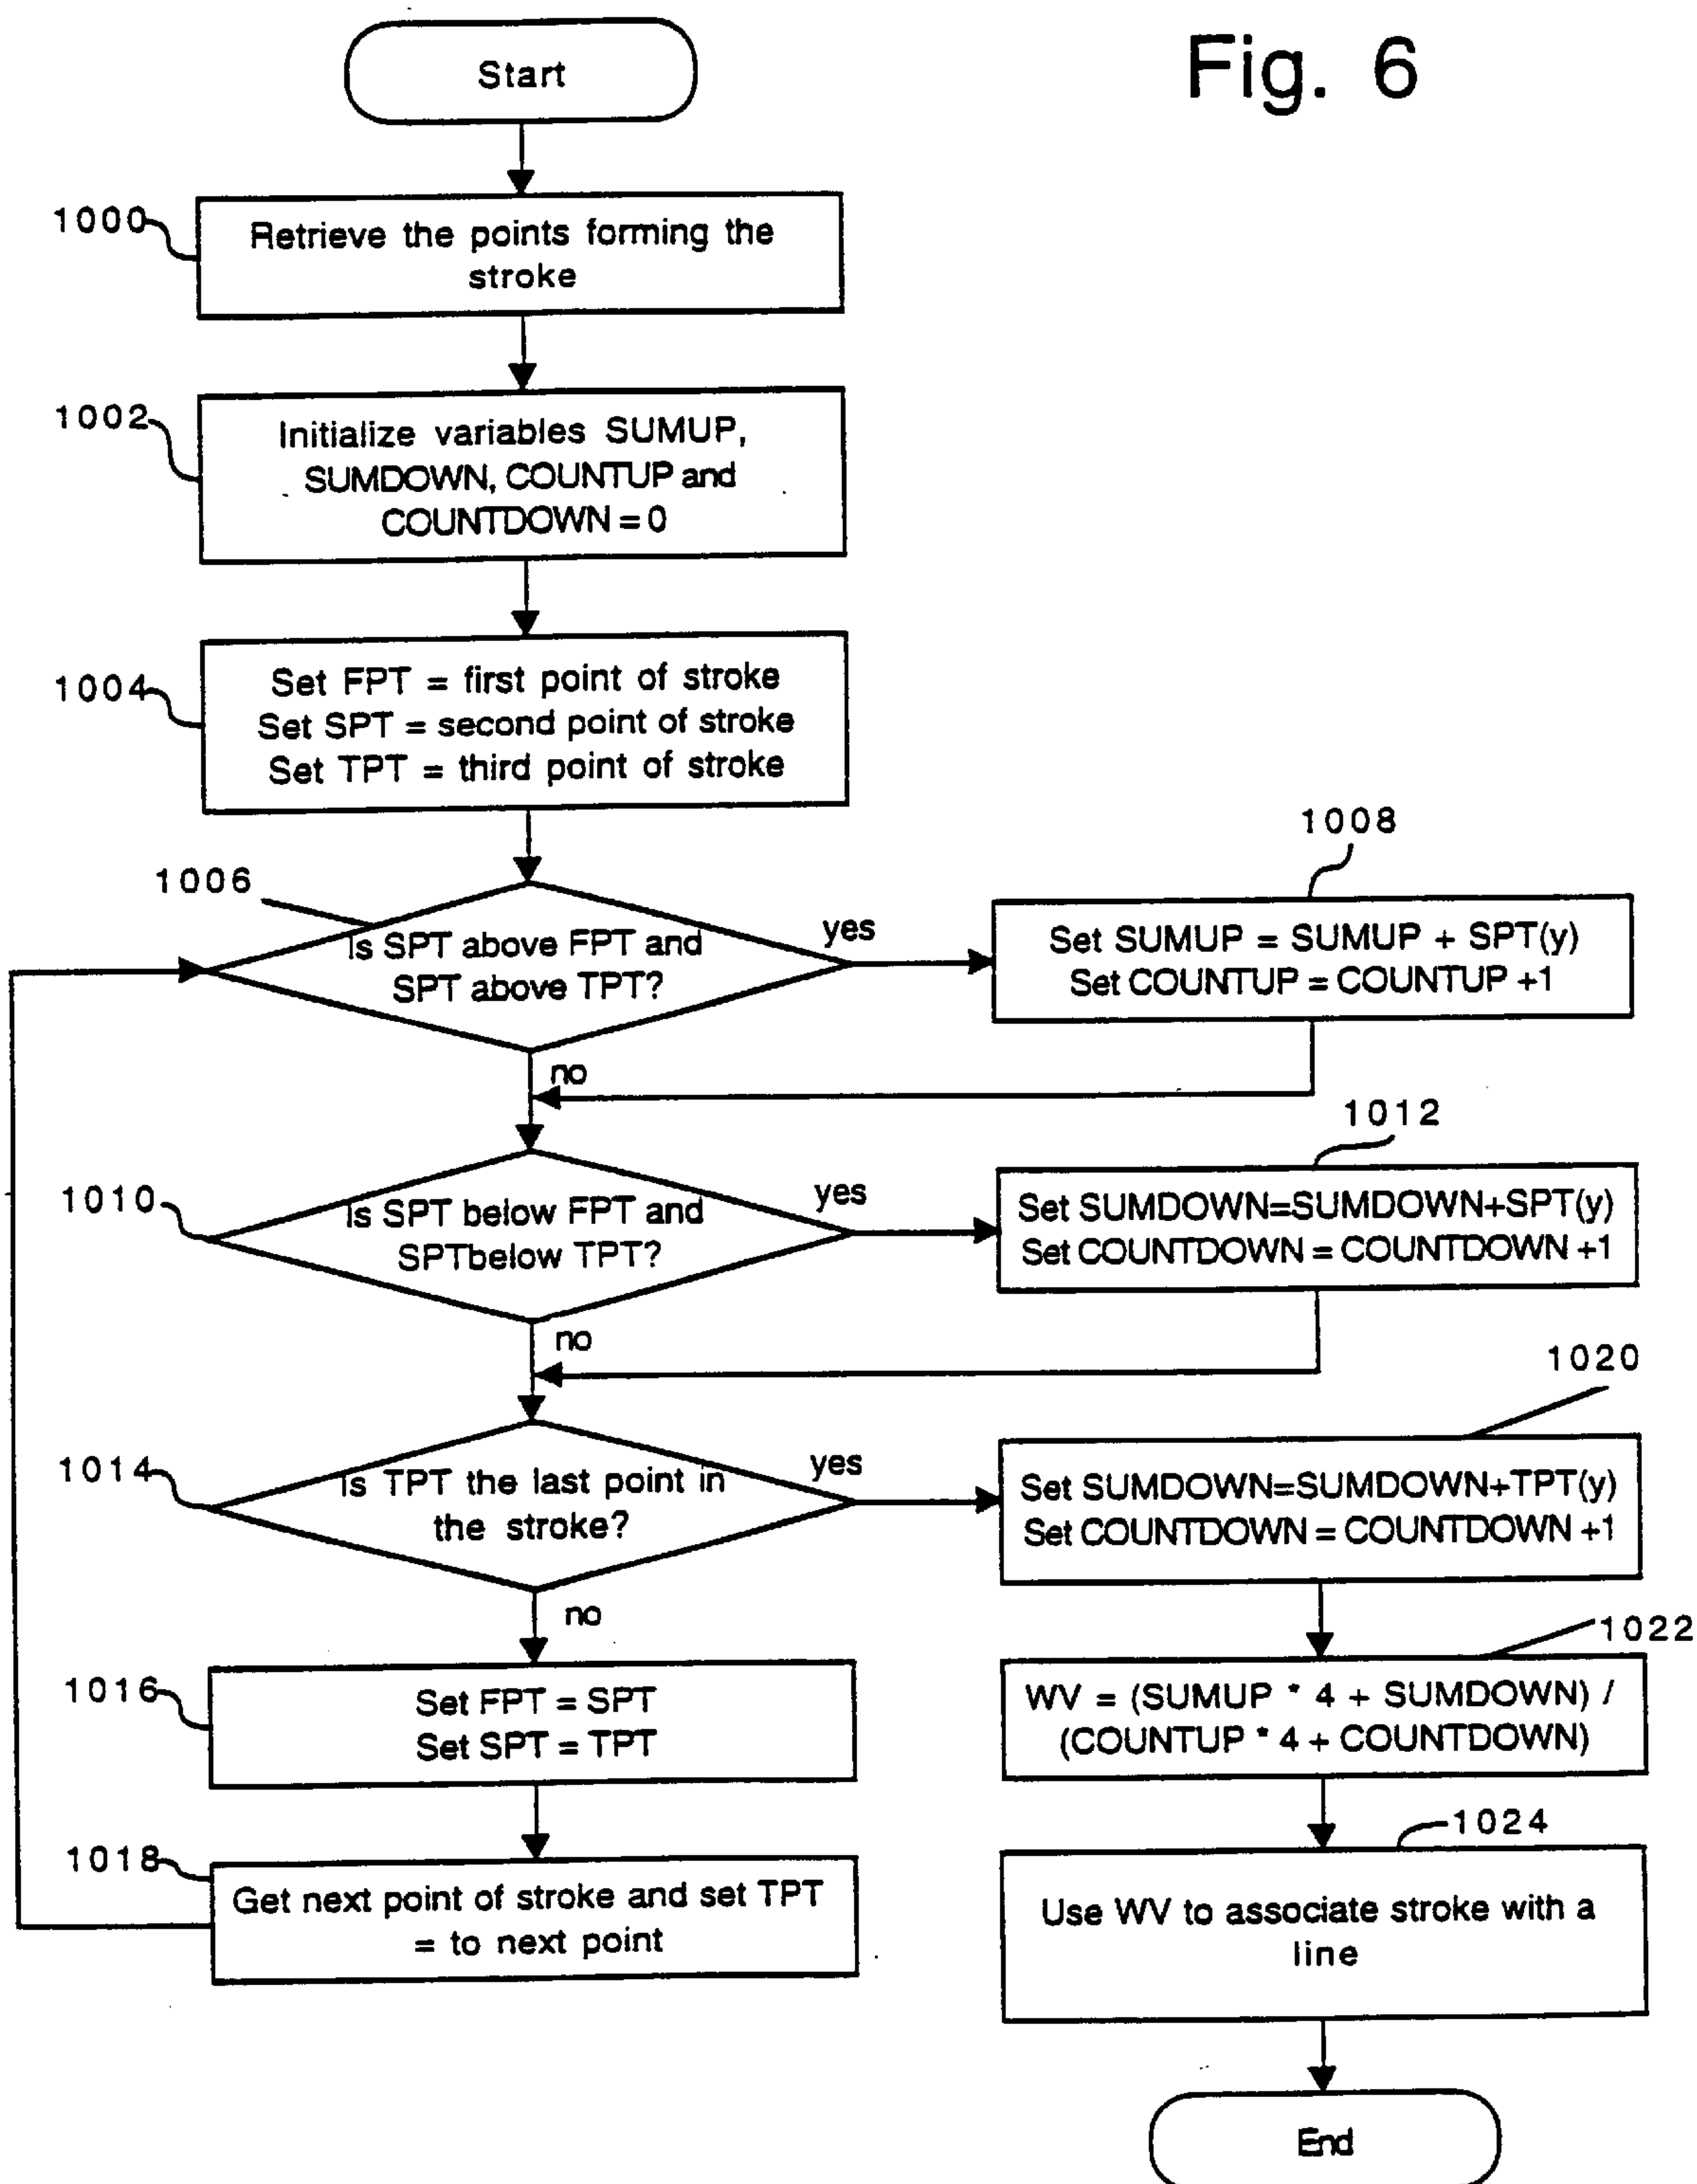 Fig. 6
Start
1000
Retrieve the points forming the
stroke
1002
Initialize variables SUMUP,
SUMDOWN, COUNTUP and
COUNTDOWN = 0
1004
Set FPT = first point of stroke
Set SPT = second point of stroke
Set TPT = third point of stroke
1006
Is SPT above FPT and
SPT above TPT?
yes
1008
Set SUMUP = SUMUP + SPT(y)
Set COUNTUP = COUNTUP +1
no
1010
Is SPT below FPT and
SPTbelow TPT?
yes
1012
Set SUMDOWN=SUMDOWN+SPT(y)
Set COUNTDOWN = COUNTDOWN +1
no
1014
Is TPT the last point in
the stroke?
yes
1020
Set SUMDOWN=SUMDOWN+TPT(y)
Set COUNTDOWN = COUNTDOWN +1
no
1016
Set FPT = SPT
Set SPT = TPT
1022
WV = (SUMUP * 4 + SUMDOWN) /
(COUNTUP * 4 + COUNTDOWN)
1018
Get next point of stroke and set TPT
= to next point
1024
Use WV to associate stroke with a
line
End